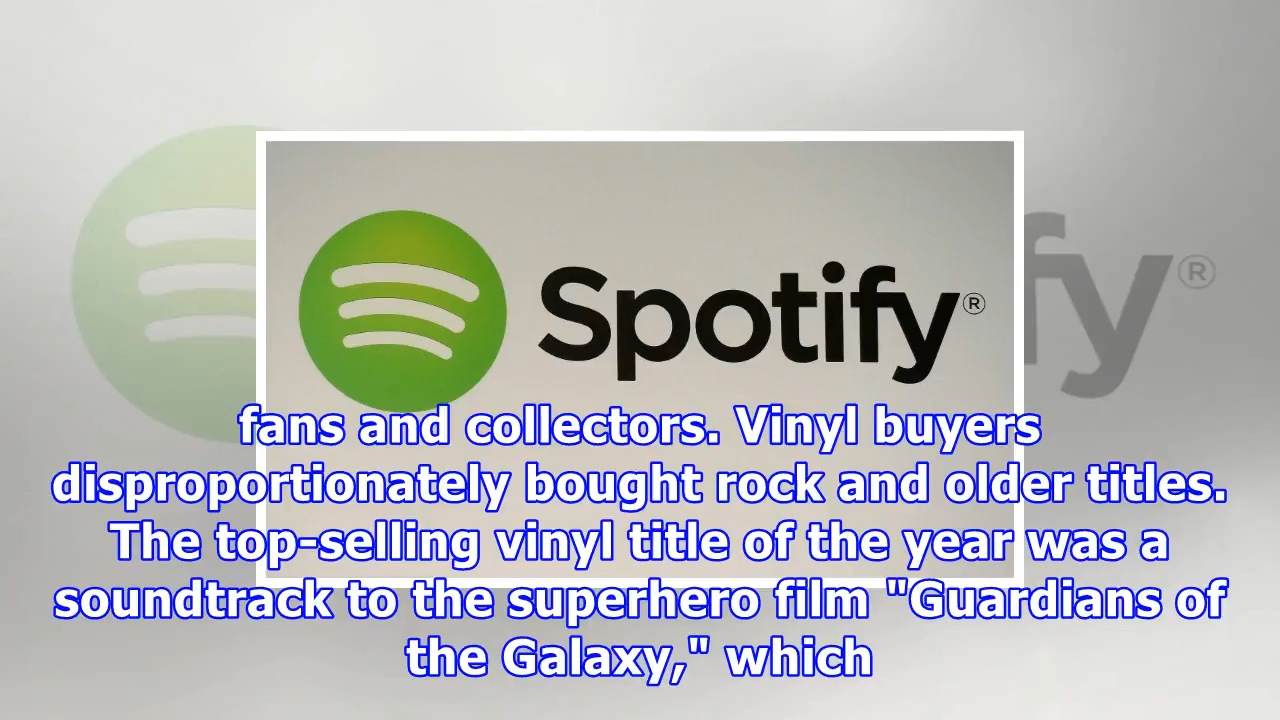 Spotify®
fy®
fans and collectors. Vinyl buyers
disproportionately bought rock and older titles.
The top-selling vinyl title of the year was a
soundtrack to the superhero film "Guardians of
the Galaxy," which